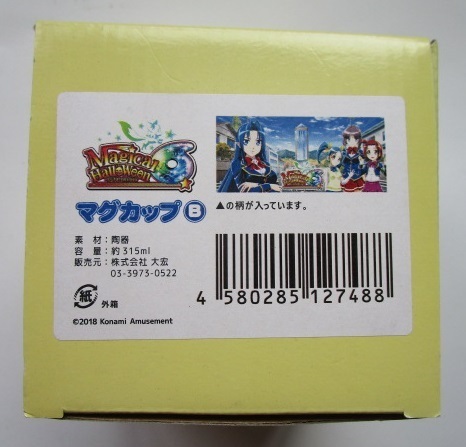 Magical
Halloween
6
マグカップ B
▲の柄が入っています。
素　材：陶器
容　量：約315ml
販売元：株式会社 大宏
03-3973-0522
紙 外箱
4 580285 127488
©2018 Konami Amusement